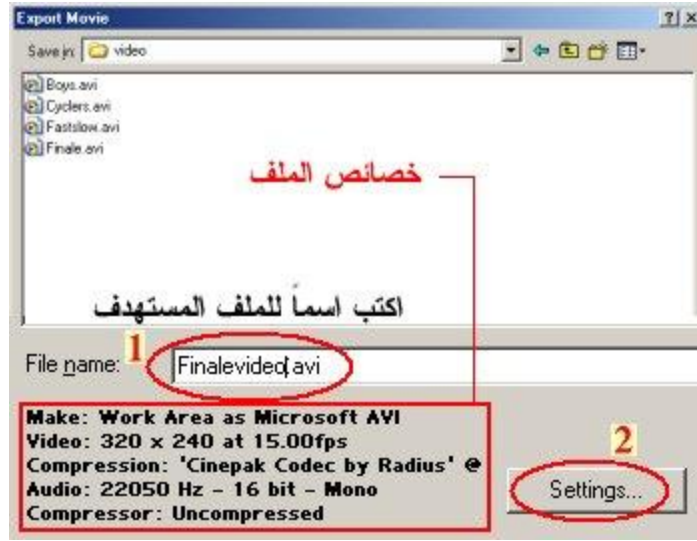 Export Movie
Save in: video
Boys.avi
Cyclers.avi
Fastslow.avi
Finale.avi
خصائص الملف
اكتب اسماً للملف المستهدف
1
File name: Finalevideo.avi
Make: Work Area as Microsoft AVI
Video: 320 x 240 at 15.00fps
Compression: 'Cinepak Codec by Radius' @
Audio: 22050 Hz - 16 bit - Mono
Compressor: Uncompressed
2
Settings...